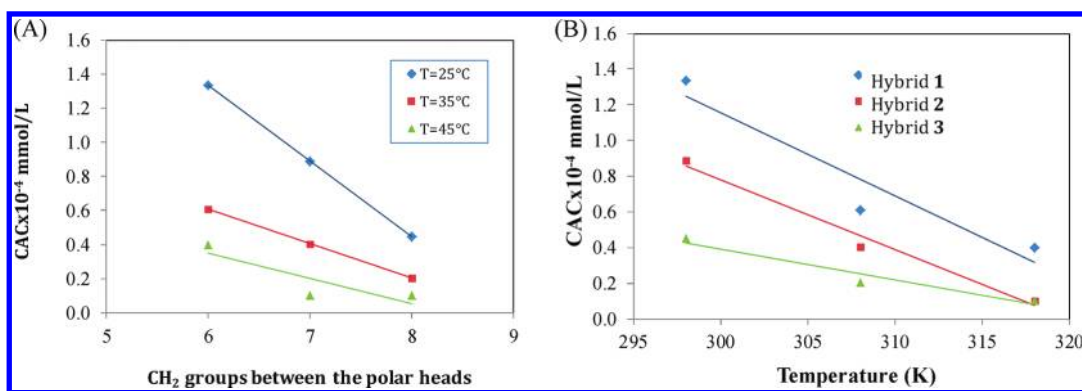 (A)
CACx10⁻⁴ mmol/L
1.6
1.4
1.2
1.0
0.8
0.6
0.4
0.2
0.0
5 6 7 8 9
CH₂ groups between the polar heads
T=25°C
T=35°C
T=45°C
(B)
CACx10⁻⁴ mmol/L
1.6
1.4
1.2
1.0
0.8
0.6
0.4
0.2
0.0
295 300 305 310 315 320
Temperature (K)
Hybrid 1
Hybrid 2
Hybrid 3